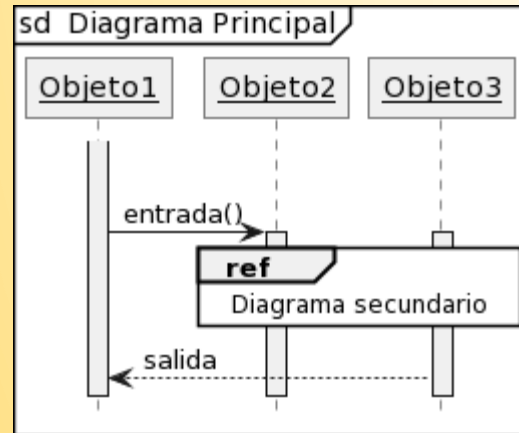 sd Diagrama Principal
Objeto1 Objeto2 Objeto3
entrada()
ref
Diagrama secundario
salida